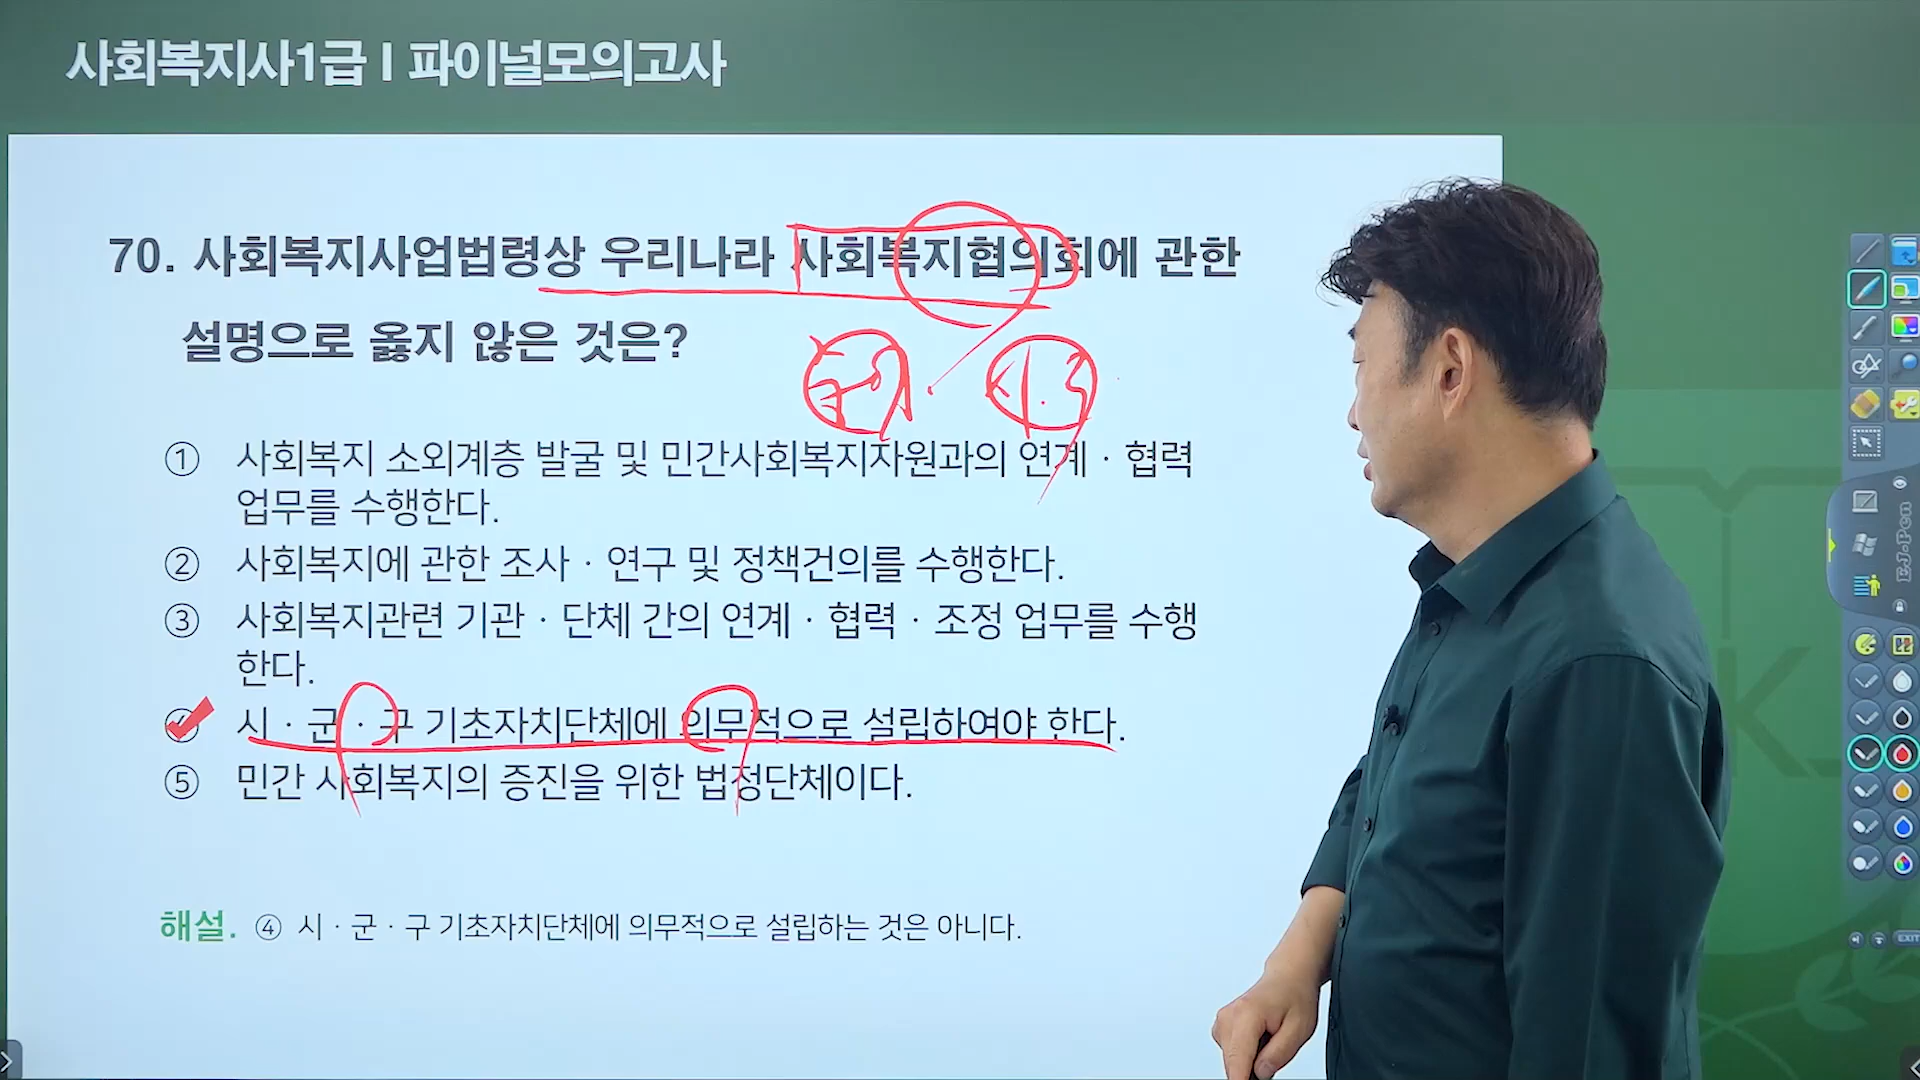 사회복지사1급 | 파이널모의고사
70. 사회복지사업법령상 우리나라 사회복지협의회에 관한
설명으로 옳지 않은 것은?
① 사회복지 소외계층 발굴 및 민간사회복지자원과의 연계 · 협력
업무를 수행한다.
② 사회복지에 관한 조사 · 연구 및 정책건의를 수행한다.
③ 사회복지관련 기관 · 단체 간의 연계 · 협력 · 조정 업무를 수행
한다.
④ 시 · 군 · 구 기초자치단체에 의무적으로 설립하여야 한다.
⑤ 민간 사회복지의 증진을 위한 법정단체이다.
해설. ④ 시 · 군 · 구 기초자치단체에 의무적으로 설립하는 것은 아니다.
EJ-Pen
EXIT